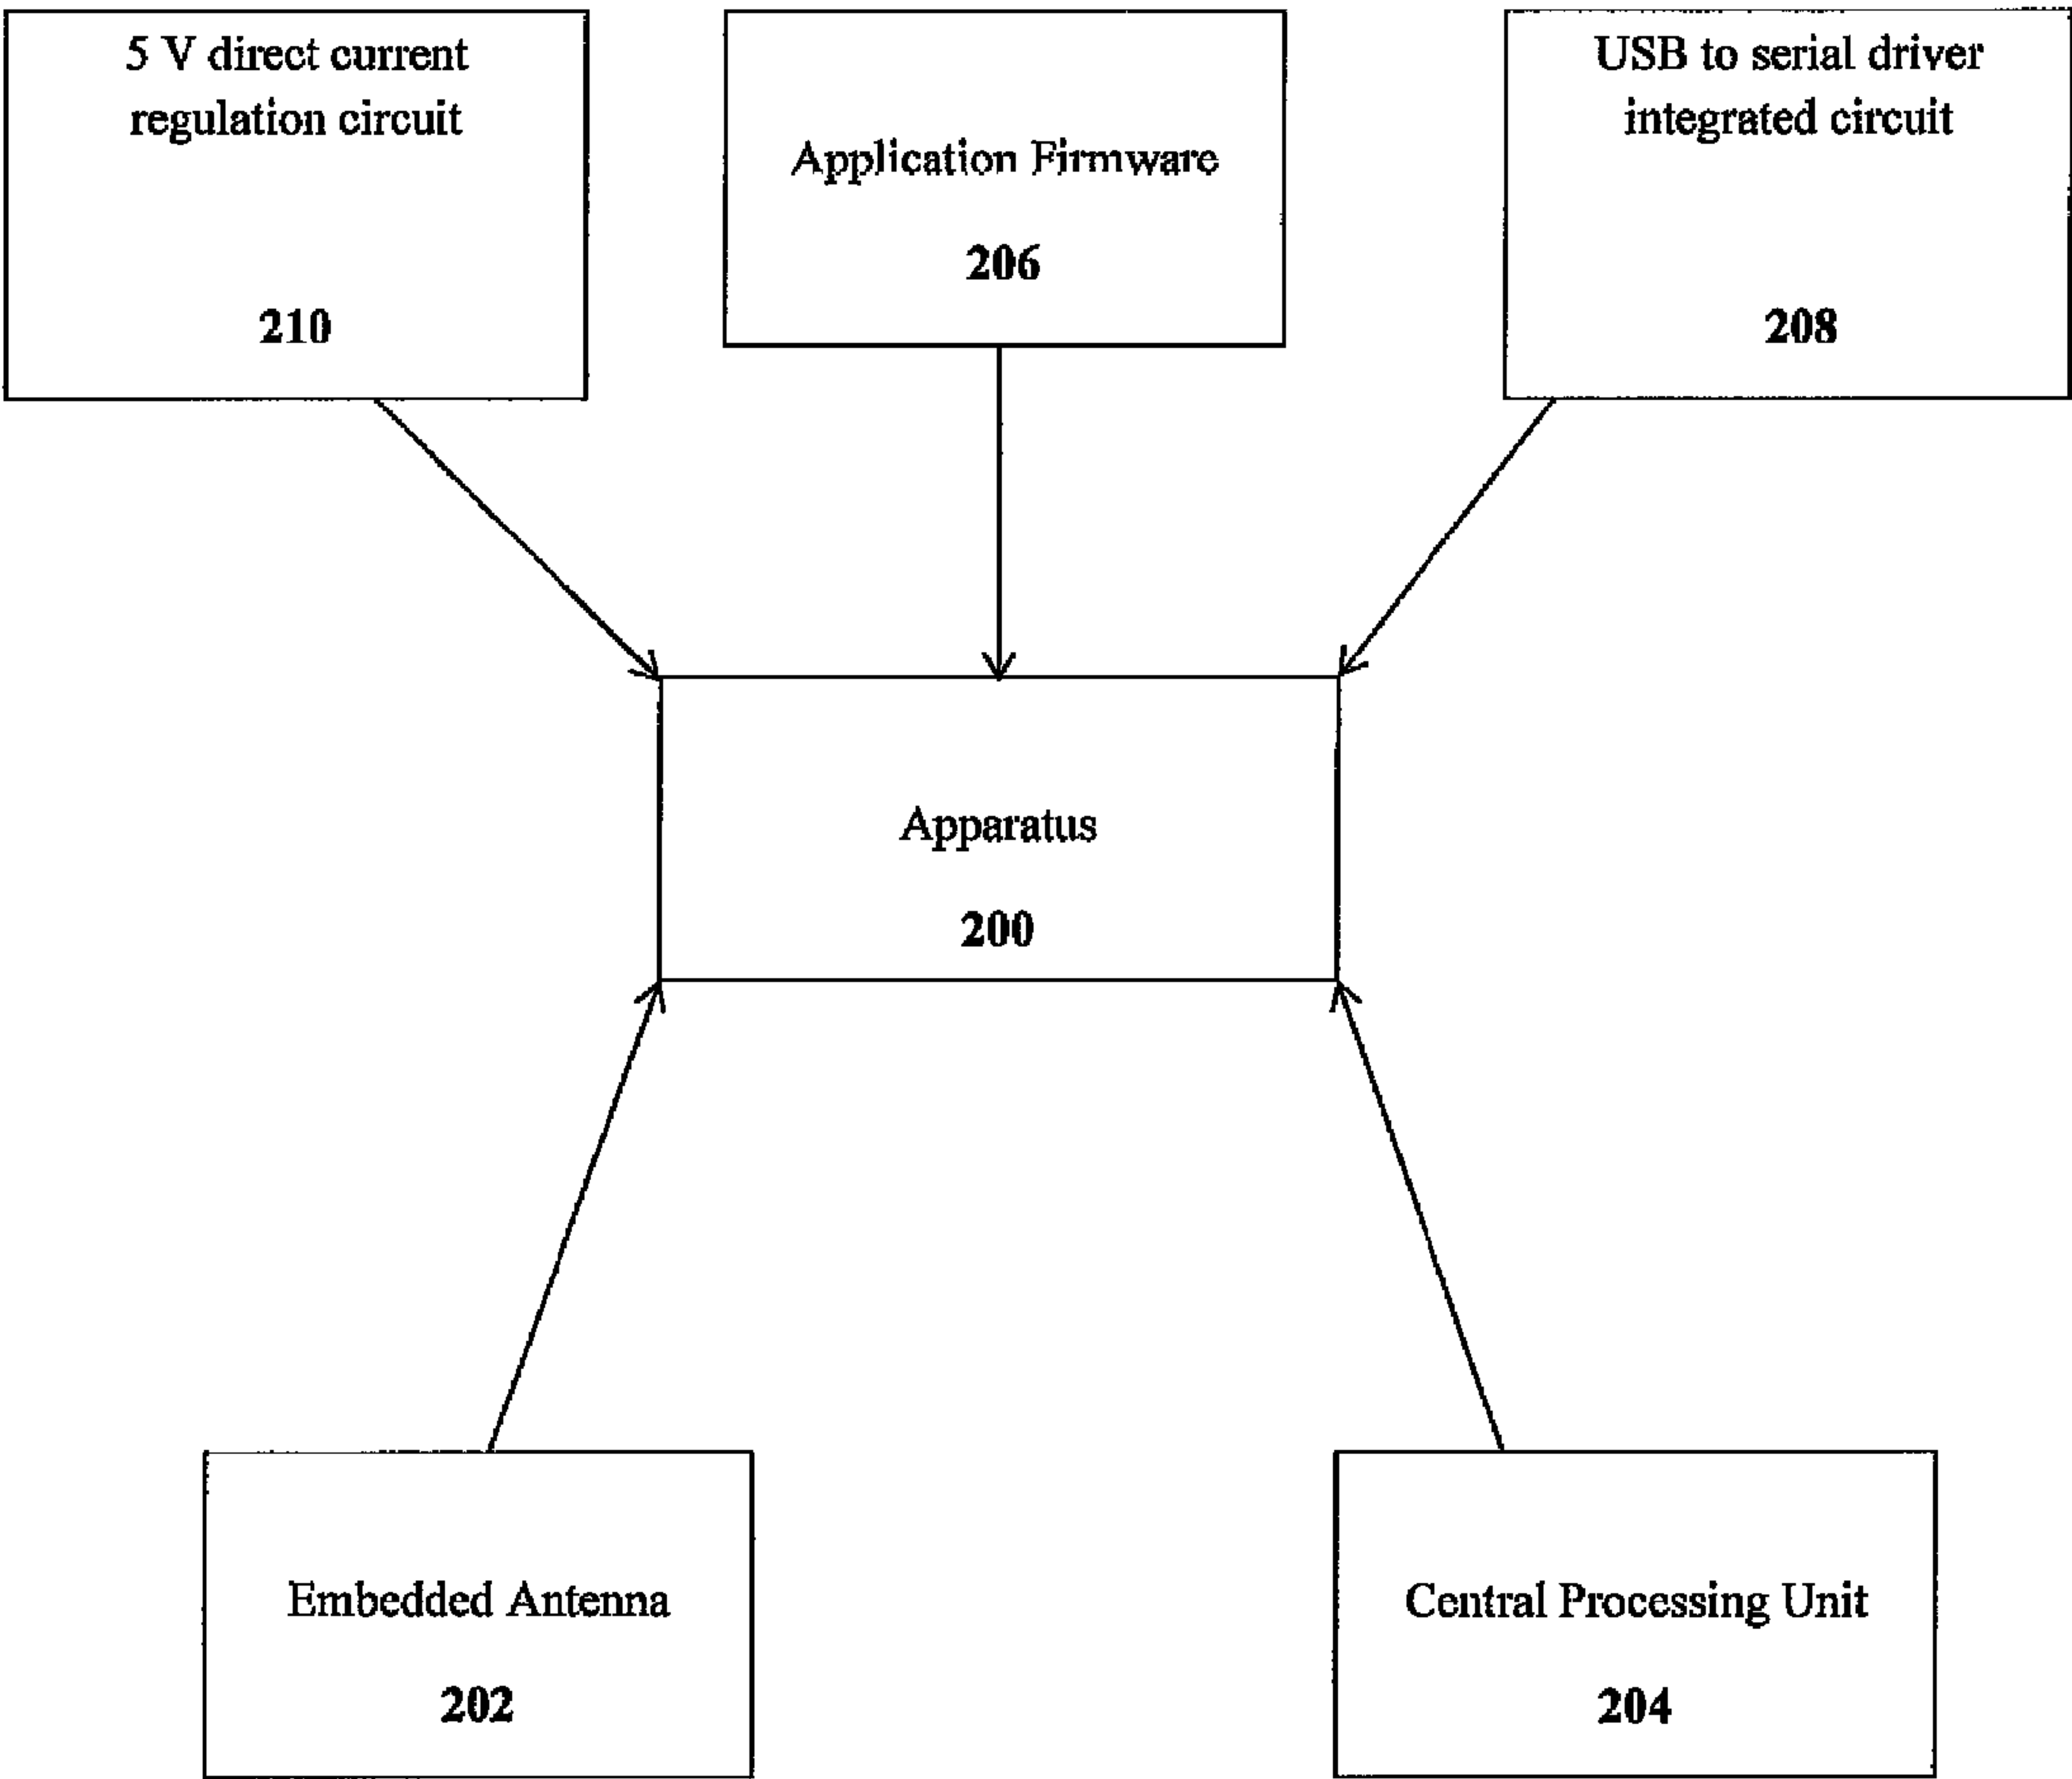 5 V direct current
regulation circuit
210
Application Firmware
206
USB to serial driver
integrated circuit
208
Apparatus
200
Embedded Antenna
202
Central Processing Unit
204